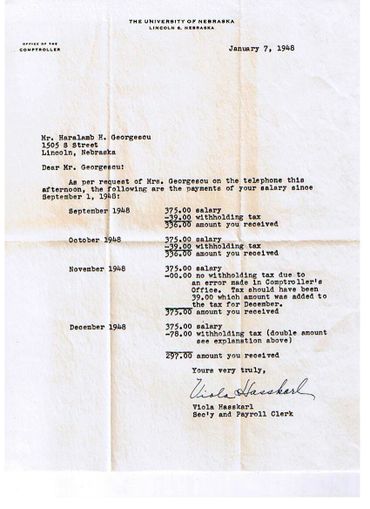 THE UNIVERSITY OF NEBRASKA
LINCOLN 8, NEBRASKA
OFFICE OF THE
COMPTROLLER
January 7, 1948
Mr. Haralamb H. Georgescu
1505 S Street
Lincoln, Nebraska
Dear Mr. Georgescu:
As per request of Mrs. Georgescu on the telephone this
afternoon, the following are the payments of your salary since
September 1, 1948:
September 1948 375.00 salary
-39.00 withholding tax
336.00 amount you received
October 1948 375.00 salary
-39.00 withholding tax
336.00 amount you received
November 1948 375.00 salary
-00.00 no withholding tax due to
an error made in Comptroller's
Office. Tax should have been
39.00 which amount was added to
the tax for December.
375.00 amount you received
December 1948 375.00 salary
-78.00 withholding tax (double amount
see explanation above)
297.00 amount you received
Yours very truly,
Viola Hasskarl
Viola Hasskarl
Sec'y and Payroll Clerk